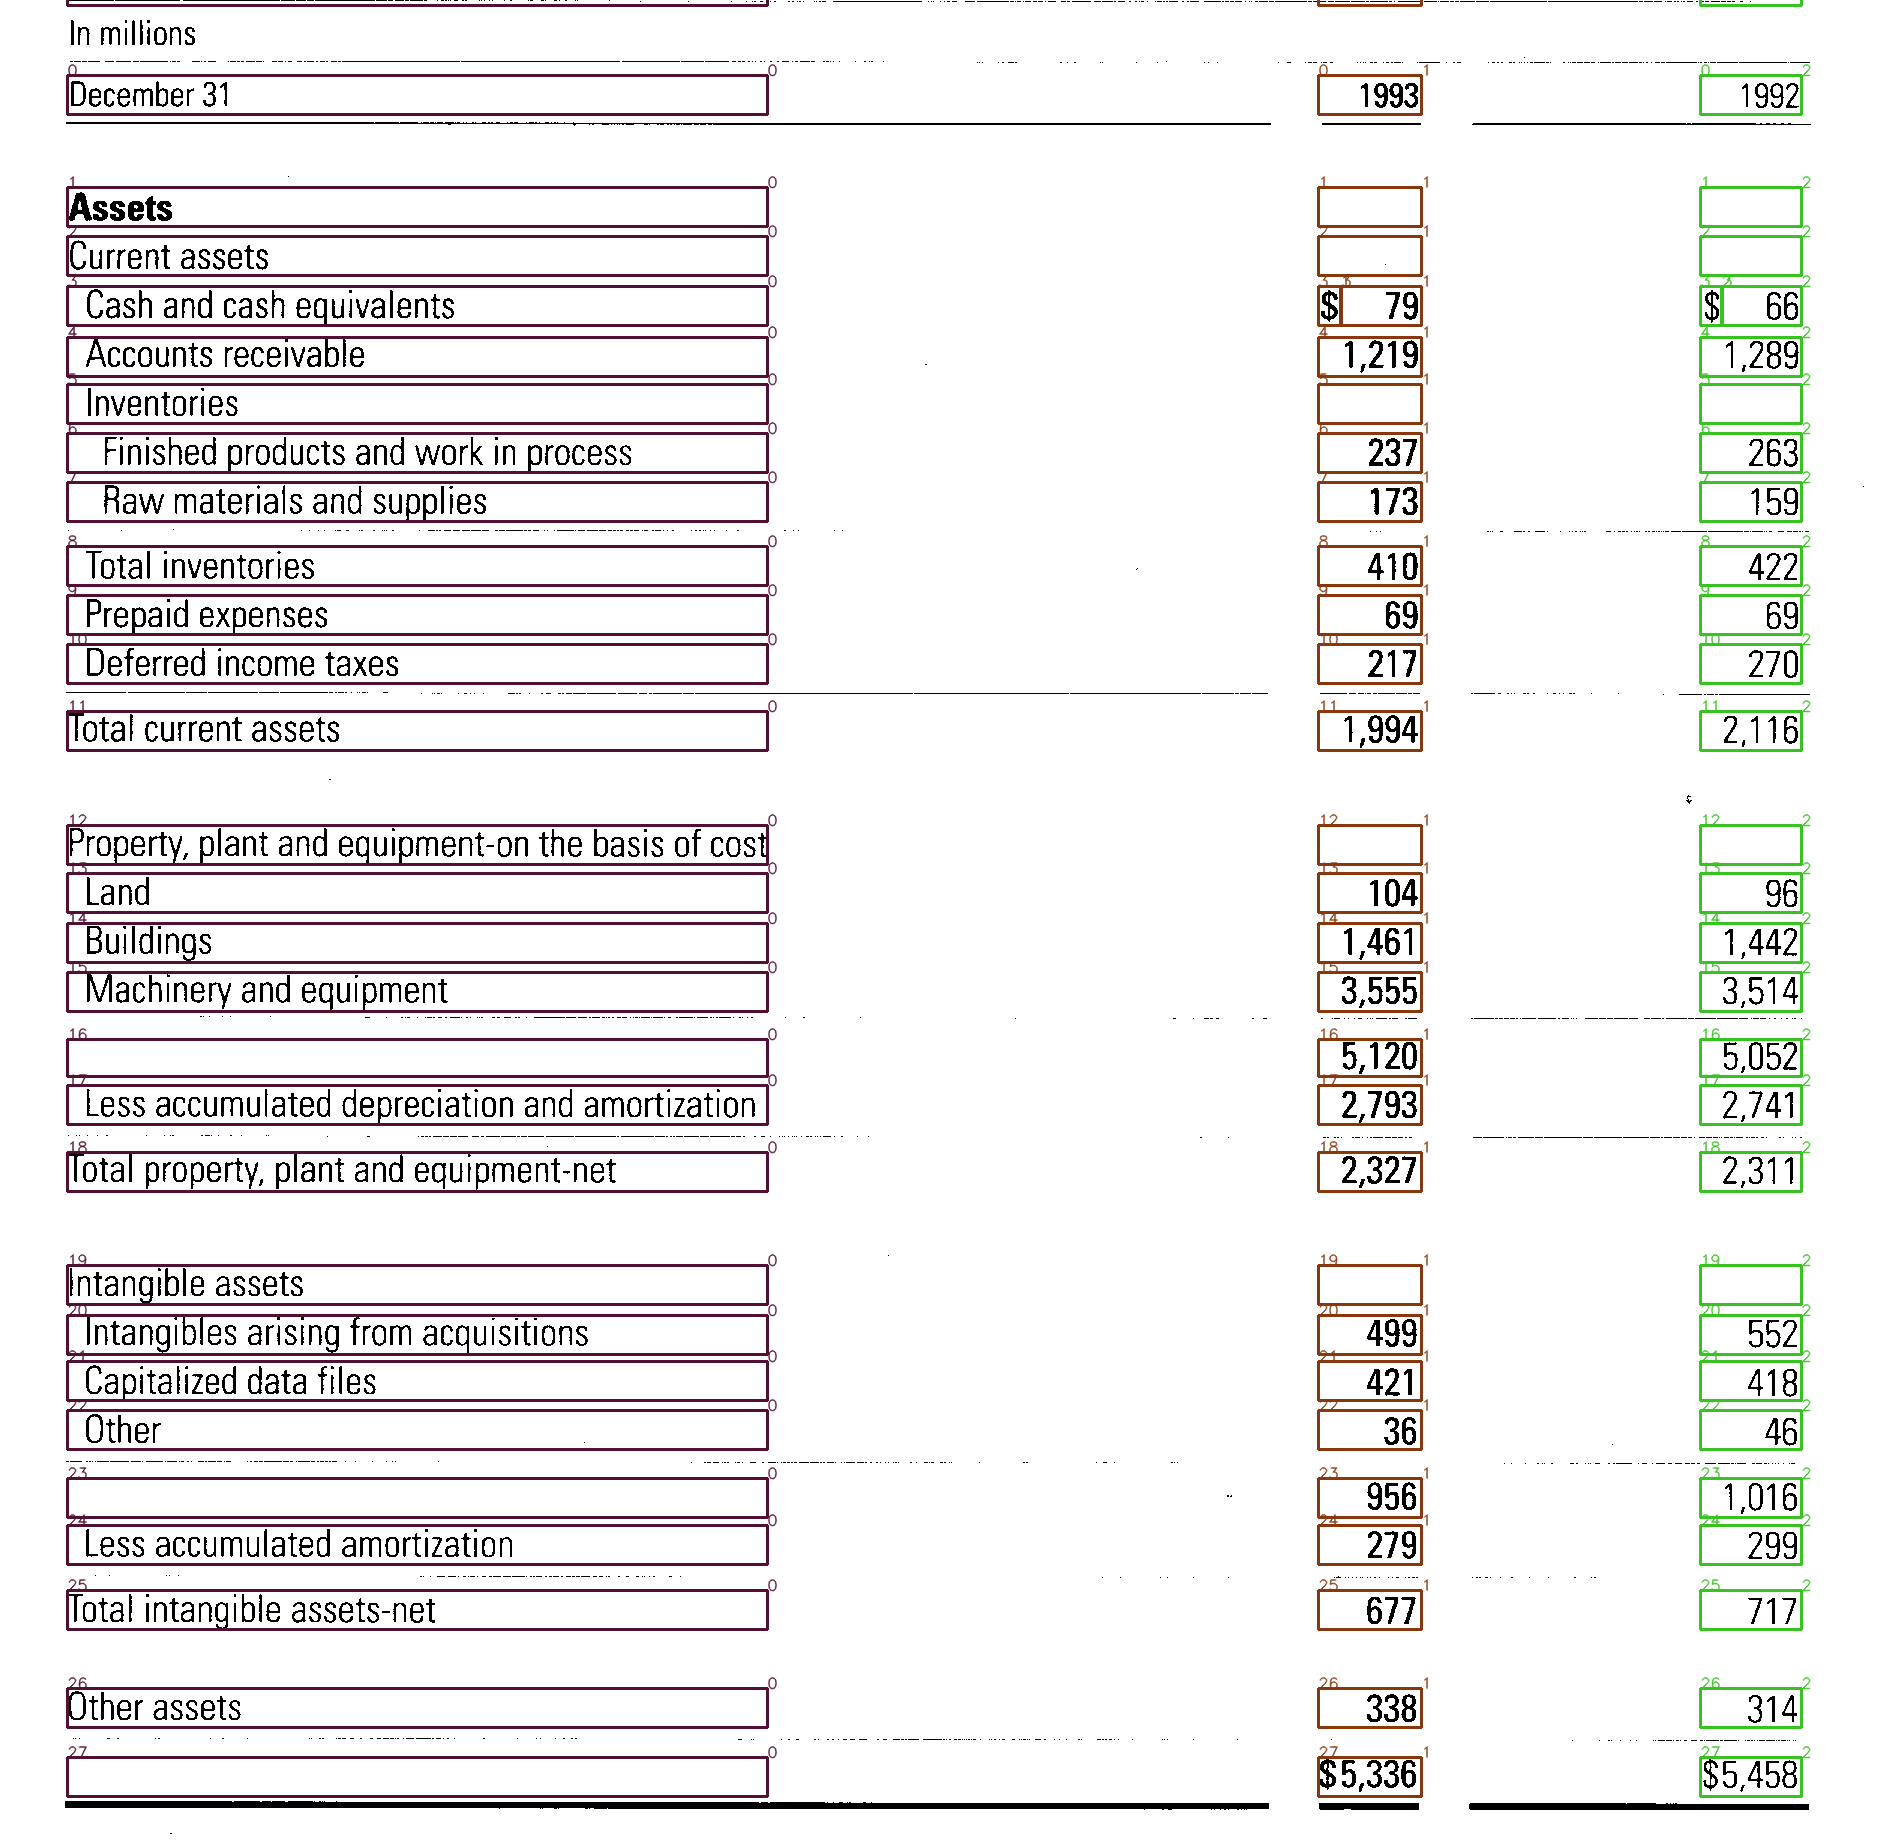 In millions
December 31 1993 1992
Assets
Current assets
Cash and cash equivalents $ 79 $ 66
Accounts receivable 1,219 1,289
Inventories
Finished products and work in process 237 263
Raw materials and supplies 173 159
Total inventories 410 422
Prepaid expenses 69 69
Deferred income taxes 217 270
Total current assets 1,994 2,116
Property, plant and equipment-on the basis of cost
Land 104 96
Buildings 1,461 1,442
Machinery and equipment 3,555 3,514
5,120 5,052
Less accumulated depreciation and amortization 2,793 2,741
Total property, plant and equipment-net 2,327 2,311
Intangible assets
Intangibles arising from acquisitions 499 552
Capitalized data files 421 418
Other 36 46
956 1,016
Less accumulated amortization 279 299
Total intangible assets-net 677 717
Other assets 338 314
$5,336 $5,458